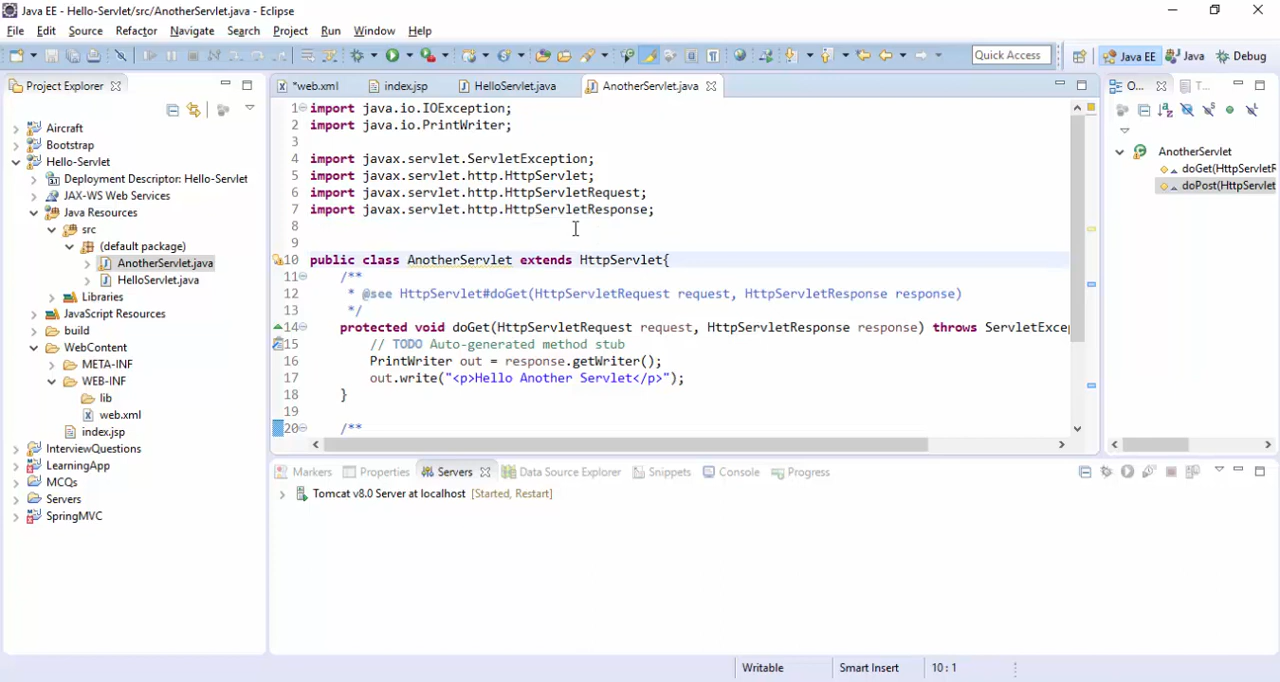 Java EE - Hello-Servlet/src/AnotherServlet.java - Eclipse
File Edit Source Refactor Navigate Search Project Run Window Help
Quick Access
Java EE Java Debug
Project Explorer
*web.xml index.jsp HelloServlet.java AnotherServlet.java
O... T...
Aircraft
Bootstrap
Hello-Servlet
Deployment Descriptor: Hello-Servlet
JAX-WS Web Services
Java Resources
src
(default package)
AnotherServlet.java
HelloServlet.java
Libraries
JavaScript Resources
build
WebContent
META-INF
WEB-INF
lib
web.xml
index.jsp
InterviewQuestions
LearningApp
MCQs
Servers
SpringMVC
1 import java.io.IOException;
2 import java.io.PrintWriter;
3
4 import javax.servlet.ServletException;
5 import javax.servlet.http.HttpServlet;
6 import javax.servlet.http.HttpServletRequest;
7 import javax.servlet.http.HttpServletResponse;
8
9
10 public class AnotherServlet extends HttpServlet{
11 /**
12 * @see HttpServlet#doGet(HttpServletRequest request, HttpServletResponse response)
13 */
14 protected void doGet(HttpServletRequest request, HttpServletResponse response) throws ServletExce
15 // TODO Auto-generated method stub
16 PrintWriter out = response.getWriter();
17 out.write("<p>Hello Another Servlet</p>");
18 }
19
20 /**
AnotherServlet
doGet(HttpServletR
doPost(HttpServlet
Markers Properties Servers Data Source Explorer Snippets Console Progress
Tomcat v8.0 Server at localhost [Started, Restart]
Writable Smart Insert 10 : 1